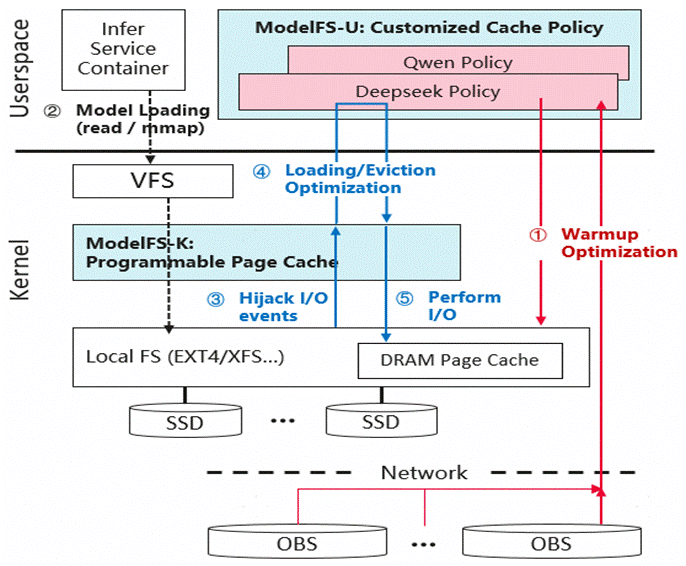 Userspace
Infer
Service
Container
ModelFS-U: Customized Cache Policy
Qwen Policy
Deepseek Policy
② Model Loading
(read / mmap)
VFS
④ Loading/Eviction
Optimization
① Warmup
Optimization
Kernel
ModelFS-K:
Programmable Page Cache
③ Hijack I/O
events
⑤ Perform
I/O
Local FS (EXT4/XFS...)
DRAM Page Cache
SSD
...
SSD
Network
OBS
...
OBS